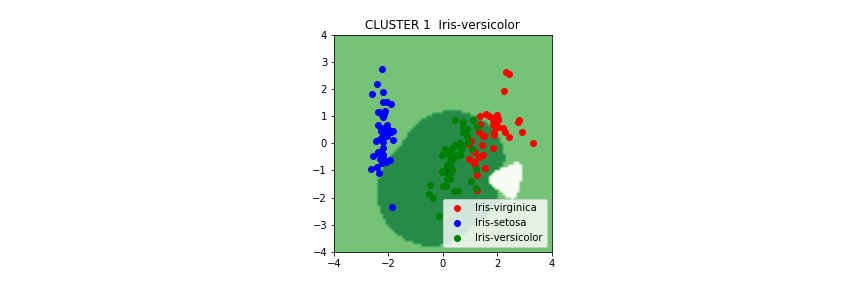 CLUSTER 1 Iris-versicolor
4
3
2
1
0
−1
−2
−3
−4
−4 −2 0 2 4
Iris-virginica
Iris-setosa
Iris-versicolor